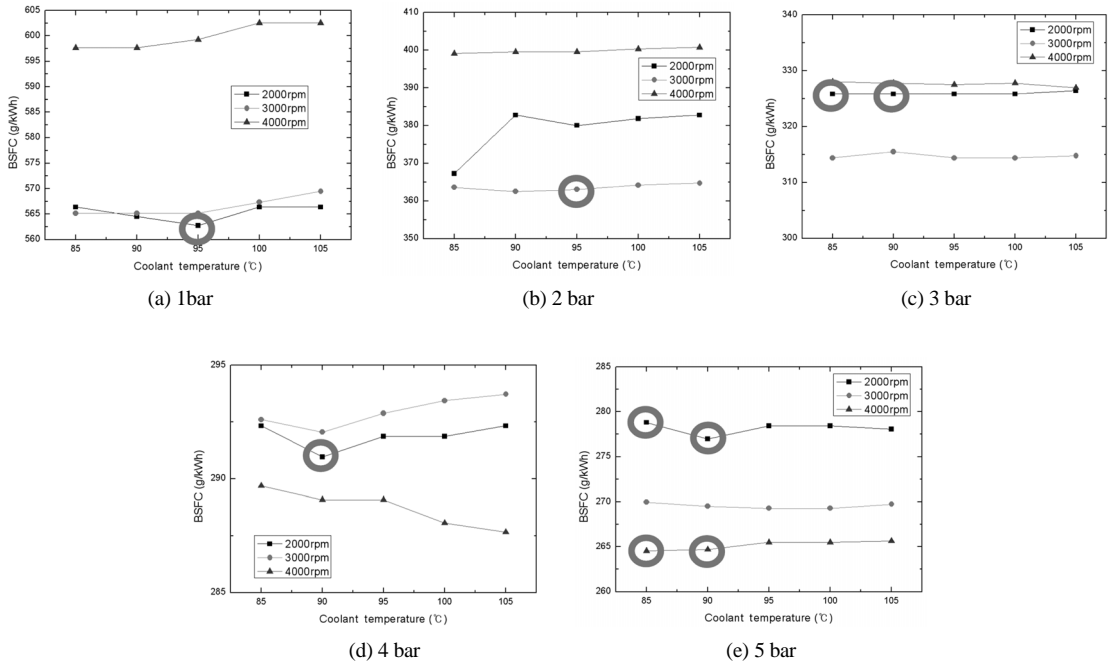 605
600
595
590
585
580
575
570
565
560
85 90 95 100 105
BSFC (g/kWh)
Coolant temperature (℃)
2000rpm
3000rpm
4000rpm
(a) 1bar
410
400
390
380
370
360
350
85 90 95 100 105
BSFC (g/kWh)
Coolant temperature (℃)
2000rpm
3000rpm
4000rpm
(b) 2 bar
340
330
320
310
300
85 90 95 100 105
BSFC (g/kWh)
Coolant temperature (℃)
2000rpm
3000rpm
4000rpm
(c) 3 bar
295
290
285
85 90 95 100 105
BSFC (g/kWh)
Coolant temperature (℃)
2000rpm
3000rpm
4000rpm
(d) 4 bar
285
280
275
270
265
260
85 90 95 100 105
BSFC (g/kWh)
Coolant temperature (℃)
2000rpm
3000rpm
4000rpm
(e) 5 bar